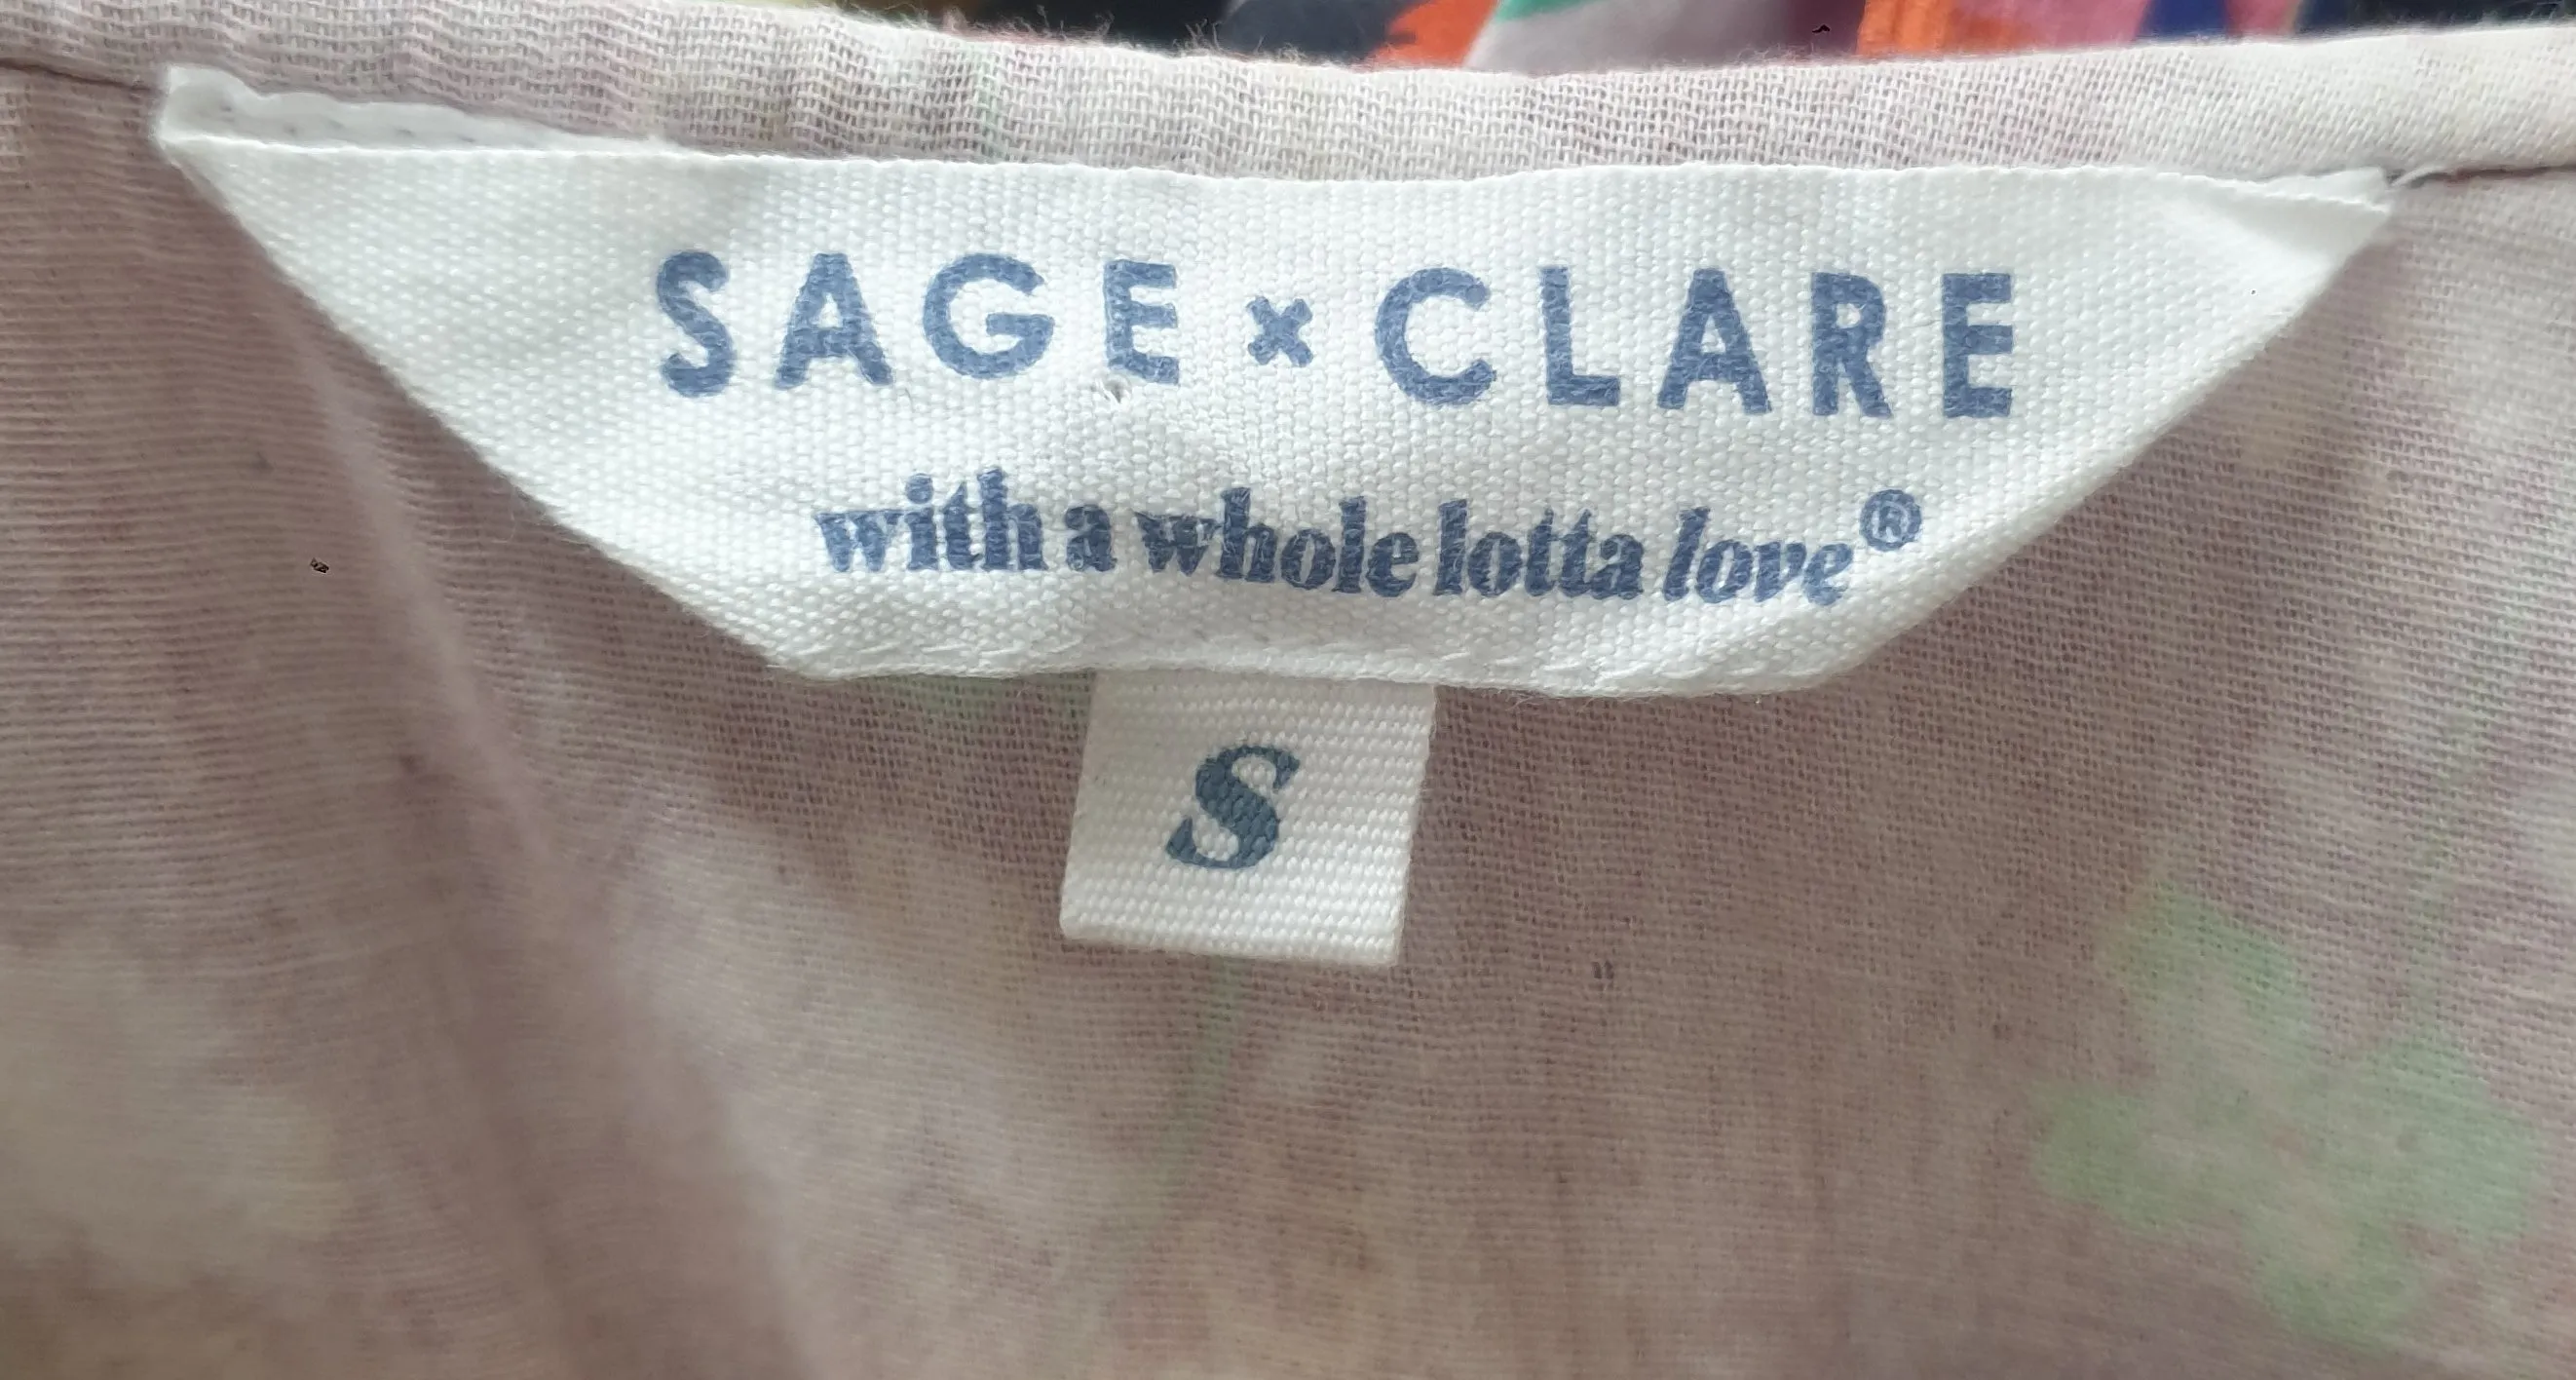 SAGE × CLARE
with a whole lotta love®
S